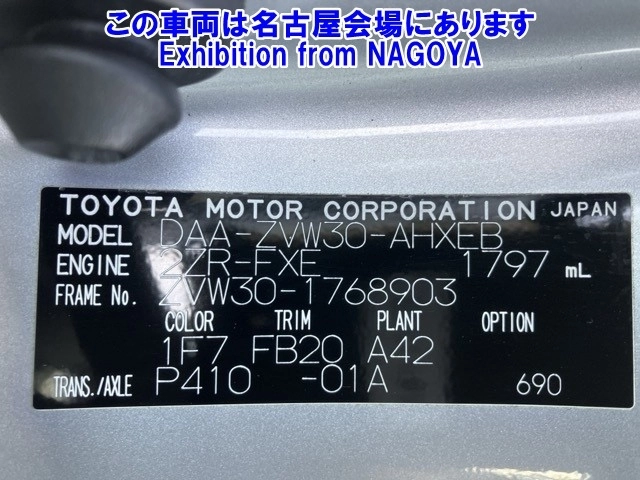 この車両は名古屋会場にあります
Exhibition from NAGOYA
TOYOTA MOTOR CORPORATION JAPAN
MODEL DAA-ZVW30-AHXEB
ENGINE 2ZR-FXE 1797 mL
FRAME No. ZVW30-1768903
COLOR TRIM PLANT OPTION
1F7 FB20 A42
TRANS./AXLE P410 -01A 690